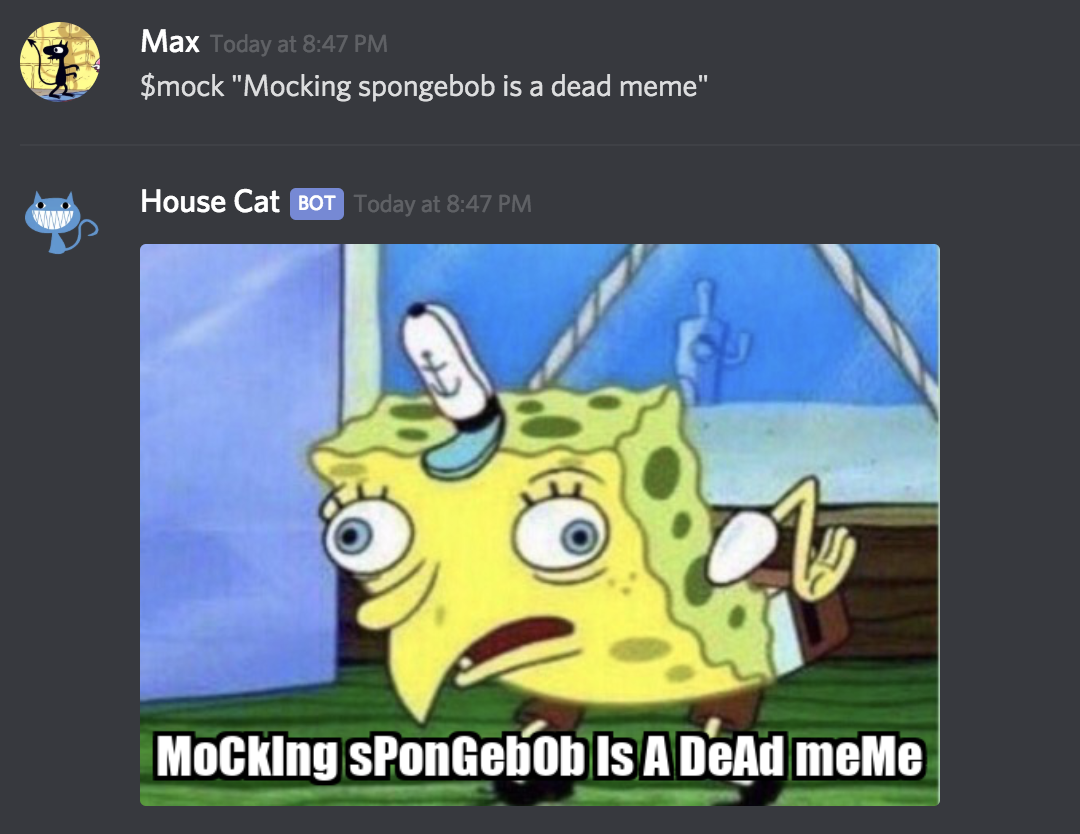 Max Today at 8:47 PM
$mock "Mocking spongebob is a dead meme"
House Cat BOT Today at 8:47 PM
MoCkIng sPonGebOb Is A DeAd meMe